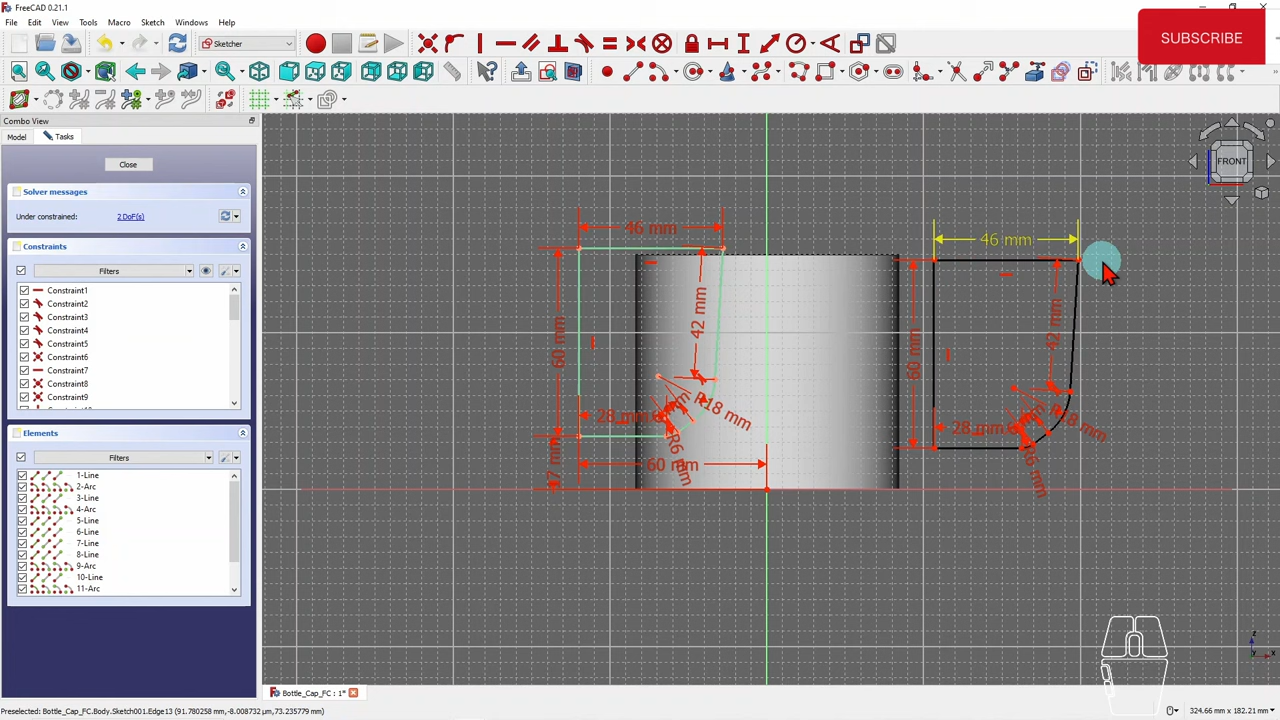 FreeCAD 0.21.1
File Edit View Tools Macro Sketch Windows Help
Sketcher
SUBSCRIBE
Combo View
Model Tasks
Close
Solver messages
Under constrained: 2 DoF(s)
Constraints
Filters
Constraint1
Constraint2
Constraint3
Constraint4
Constraint5
Constraint6
Constraint7
Constraint8
Constraint9
Elements
Filters
1-Line
2-Arc
3-Line
4-Arc
5-Line
6-Line
7-Line
8-Line
9-Arc
10-Line
11-Arc
FRONT
46 mm
46 mm
42 mm
42 mm
60 mm
60 mm
R18 mm
28 mm
28 mm
R6 mm
60 mm
Z
X
Bottle_Cap_FC : 1*
Preselected: Bottle_Cap_FC.Body.Sketch001.Edge13 (91.780258 mm, -8.008732 µm, 73.235779 mm)
324.66 mm x 182.21 mm